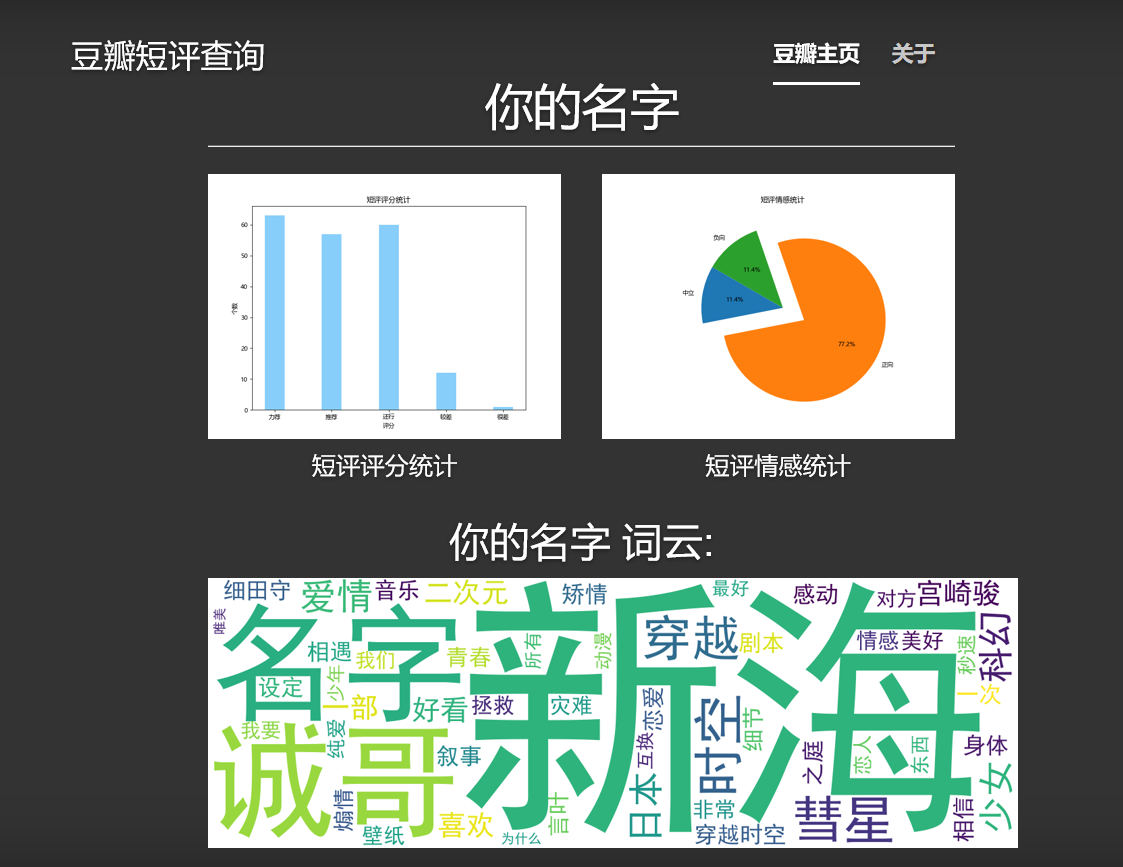 豆瓣短评查询
豆瓣主页 关于
你的名字
短评评分统计
个数
60
50
40
30
20
10
0
力荐 推荐 还行 较差 很差
评分
短评情感统计
负向
11.4%
中立
11.4%
77.2%
正向
短评评分统计
短评情感统计
你的名字 词云:
细田守
爱情
音乐
二次元
矫情
最好
感动
对方
宫崎骏
唯美
名字
新海
诚哥
相遇
我们
青春
所有
动漫
穿越
剧本
情感
美好
秒速
科幻
设定
少年
一部
好看
拯救
灾难
恋爱
时空
细节
一次
我要
纯爱
叙事
互换
之庭
恋人
东西
身体
煽情
壁纸
喜欢
为什么
言叶
日本
非常
穿越时空
彗星
相信
少女